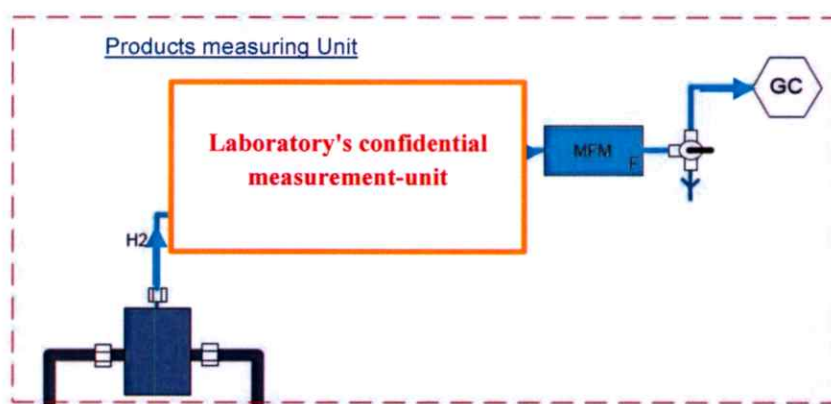 Products measuring Unit
GC
Laboratory's confidential
measurement-unit
MFM
F
H2